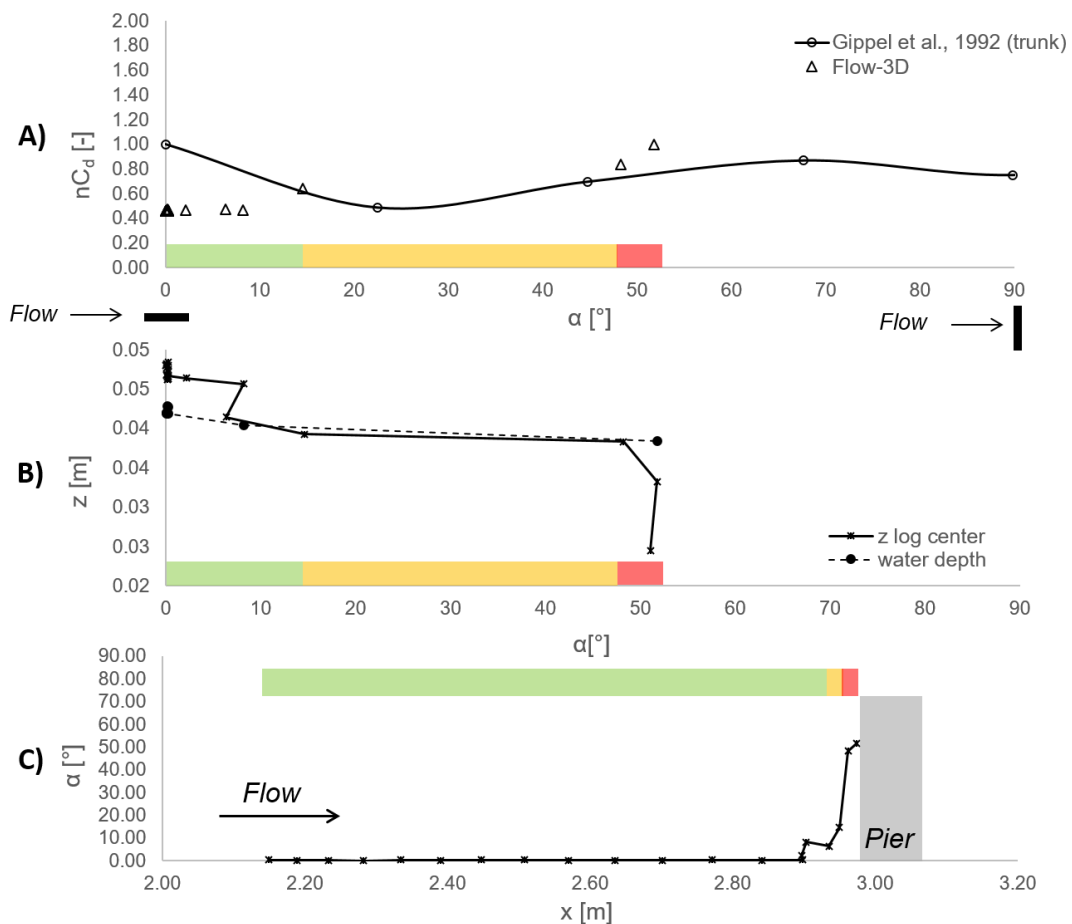 A)
nC_d [-]
2.00
1.80
1.60
1.40
1.20
1.00
0.80
0.60
0.40
0.20
0.00
Gippel et al., 1992 (trunk)
Flow-3D
0 10 20 30 40 50 60 70 80 90
α [°]
Flow
Flow
B)
z [m]
0.05
0.05
0.04
0.04
0.03
0.03
0.02
z log center
water depth
0 10 20 30 40 50 60 70 80 90
α[°]
C)
α [°]
90.00
80.00
70.00
60.00
50.00
40.00
30.00
20.00
10.00
0.00
Flow
Pier
2.00 2.20 2.40 2.60 2.80 3.00 3.20
x [m]